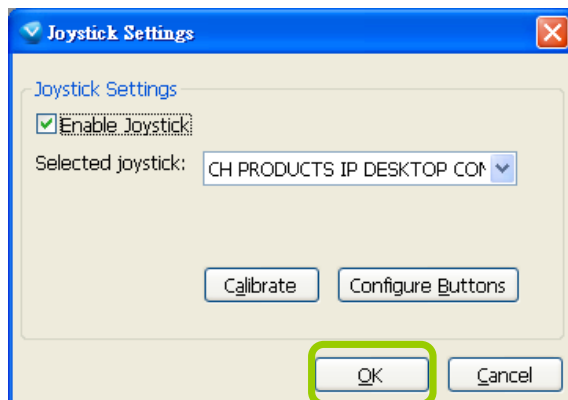 Joystick Settings
Joystick Settings
Enable Joystick
Selected joystick:
CH PRODUCTS IP DESKTOP CON
Calibrate
Configure Buttons
OK
Cancel